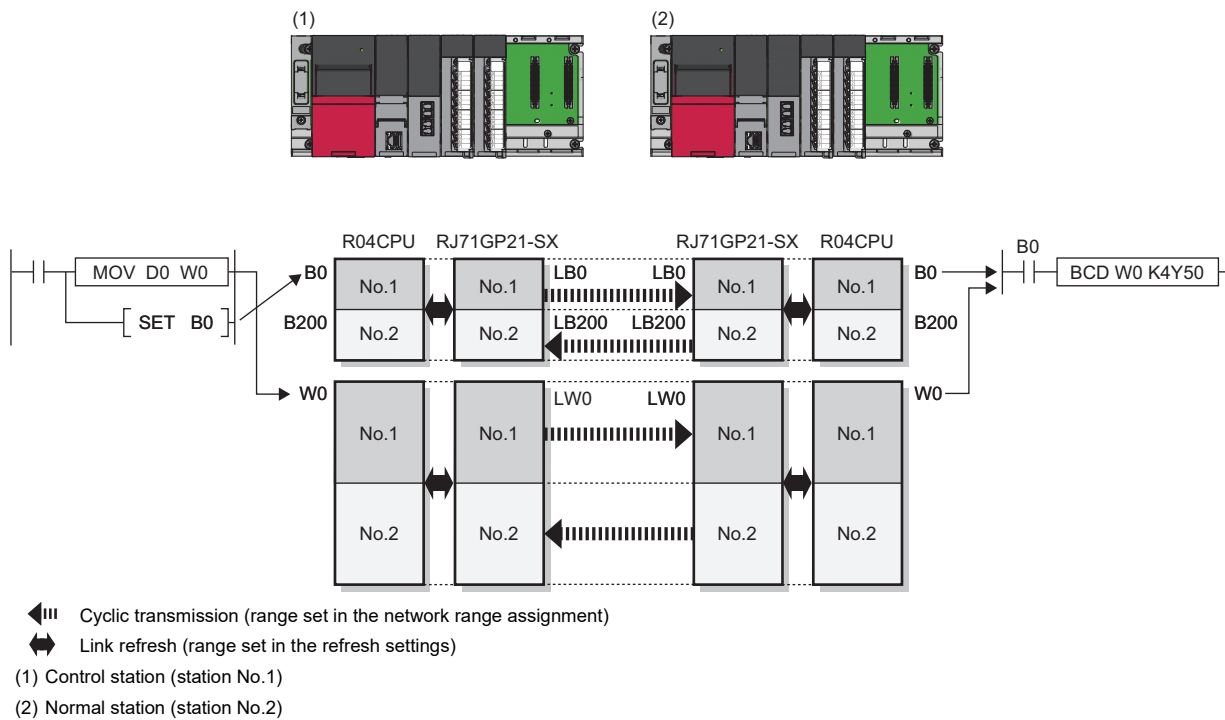 (1) (2)
R04CPU RJ71GP21-SX RJ71GP21-SX R04CPU
B0
MOV D0 W0 B0 No.1 No.1 LB0 LB0 No.1 No.1 B0 BCD W0 K4Y50
SET B0 B200 No.2 No.2 LB200 LB200 No.2 No.2 B200
W0 LW0 LW0 W0
No.1 No.1 No.1 No.1
No.2 No.2 No.2 No.2
Cyclic transmission (range set in the network range assignment)
Link refresh (range set in the refresh settings)
(1) Control station (station No.1)
(2) Normal station (station No.2)